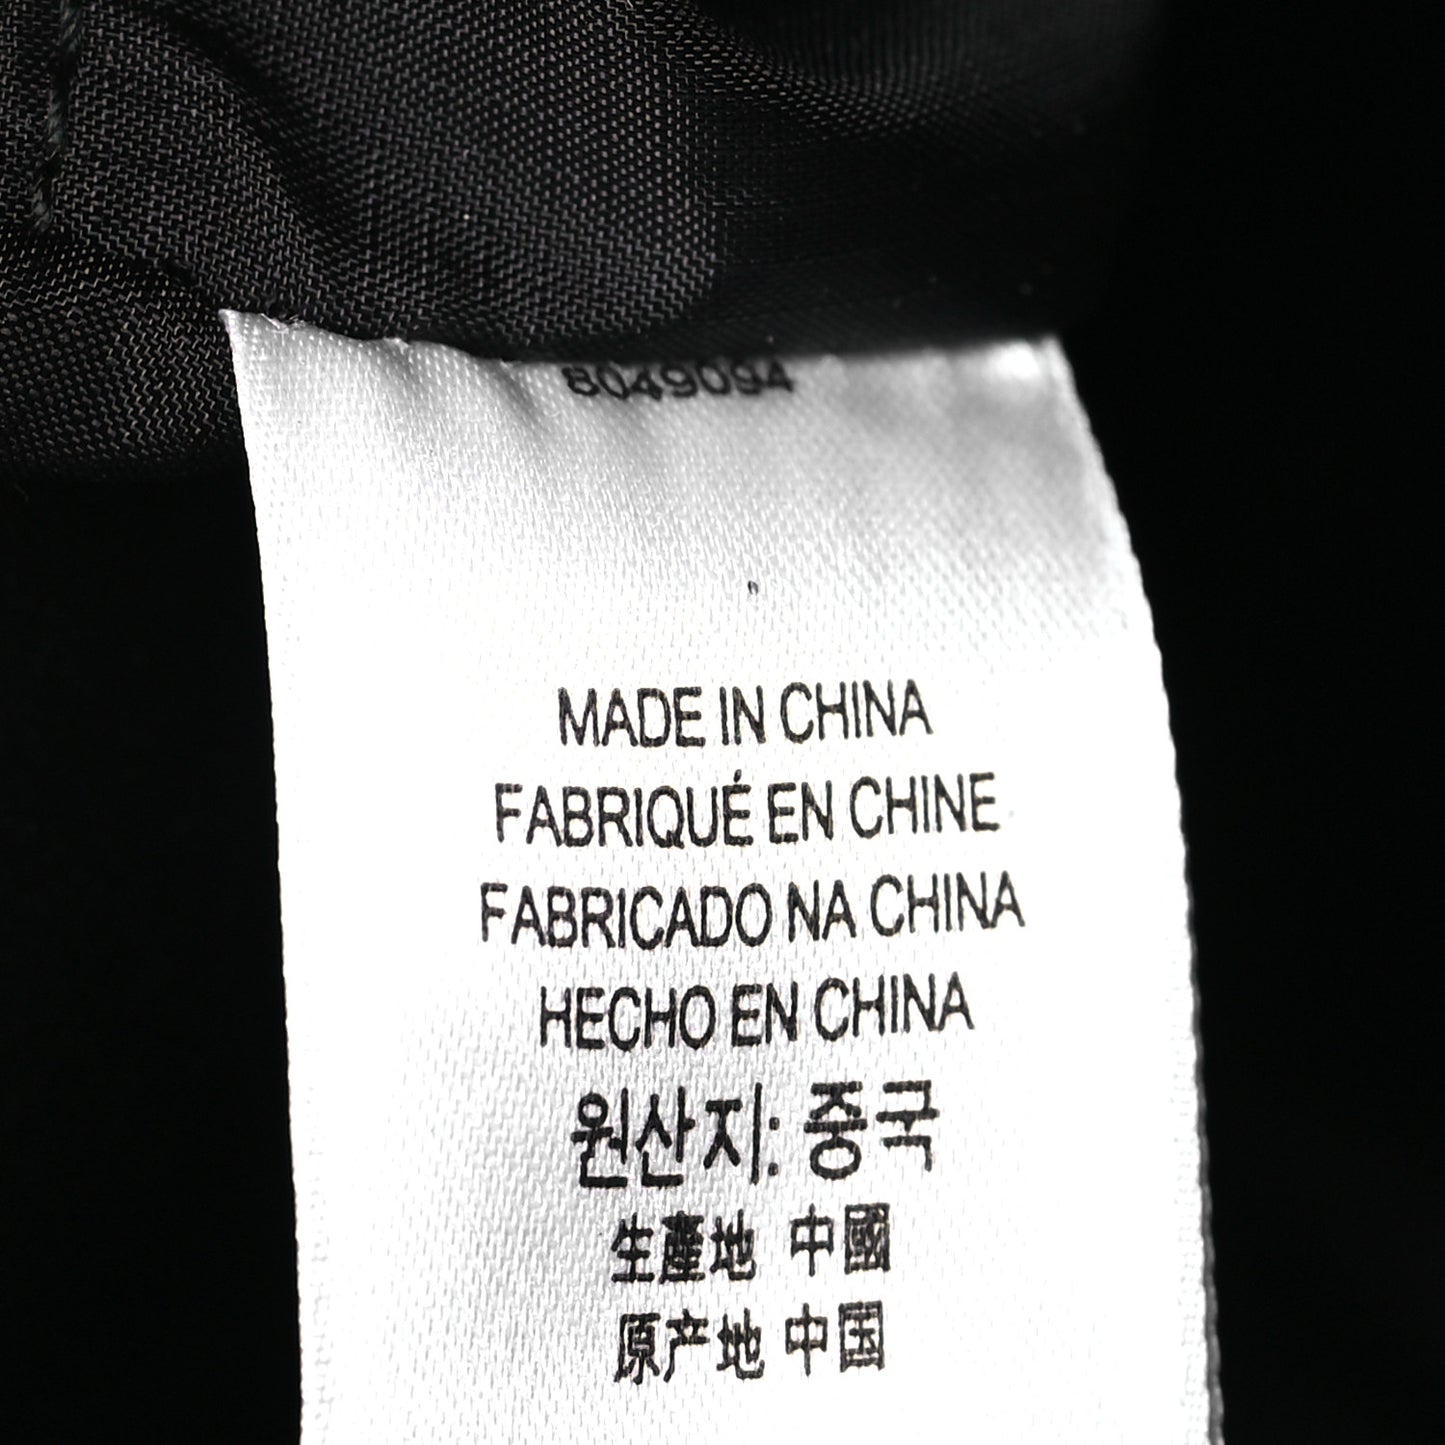 8049094
MADE IN CHINA
FABRIQUÉ EN CHINE
FABRICADO NA CHINA
HECHO EN CHINA
원산지: 중국
生產地 中國
原产地 中国